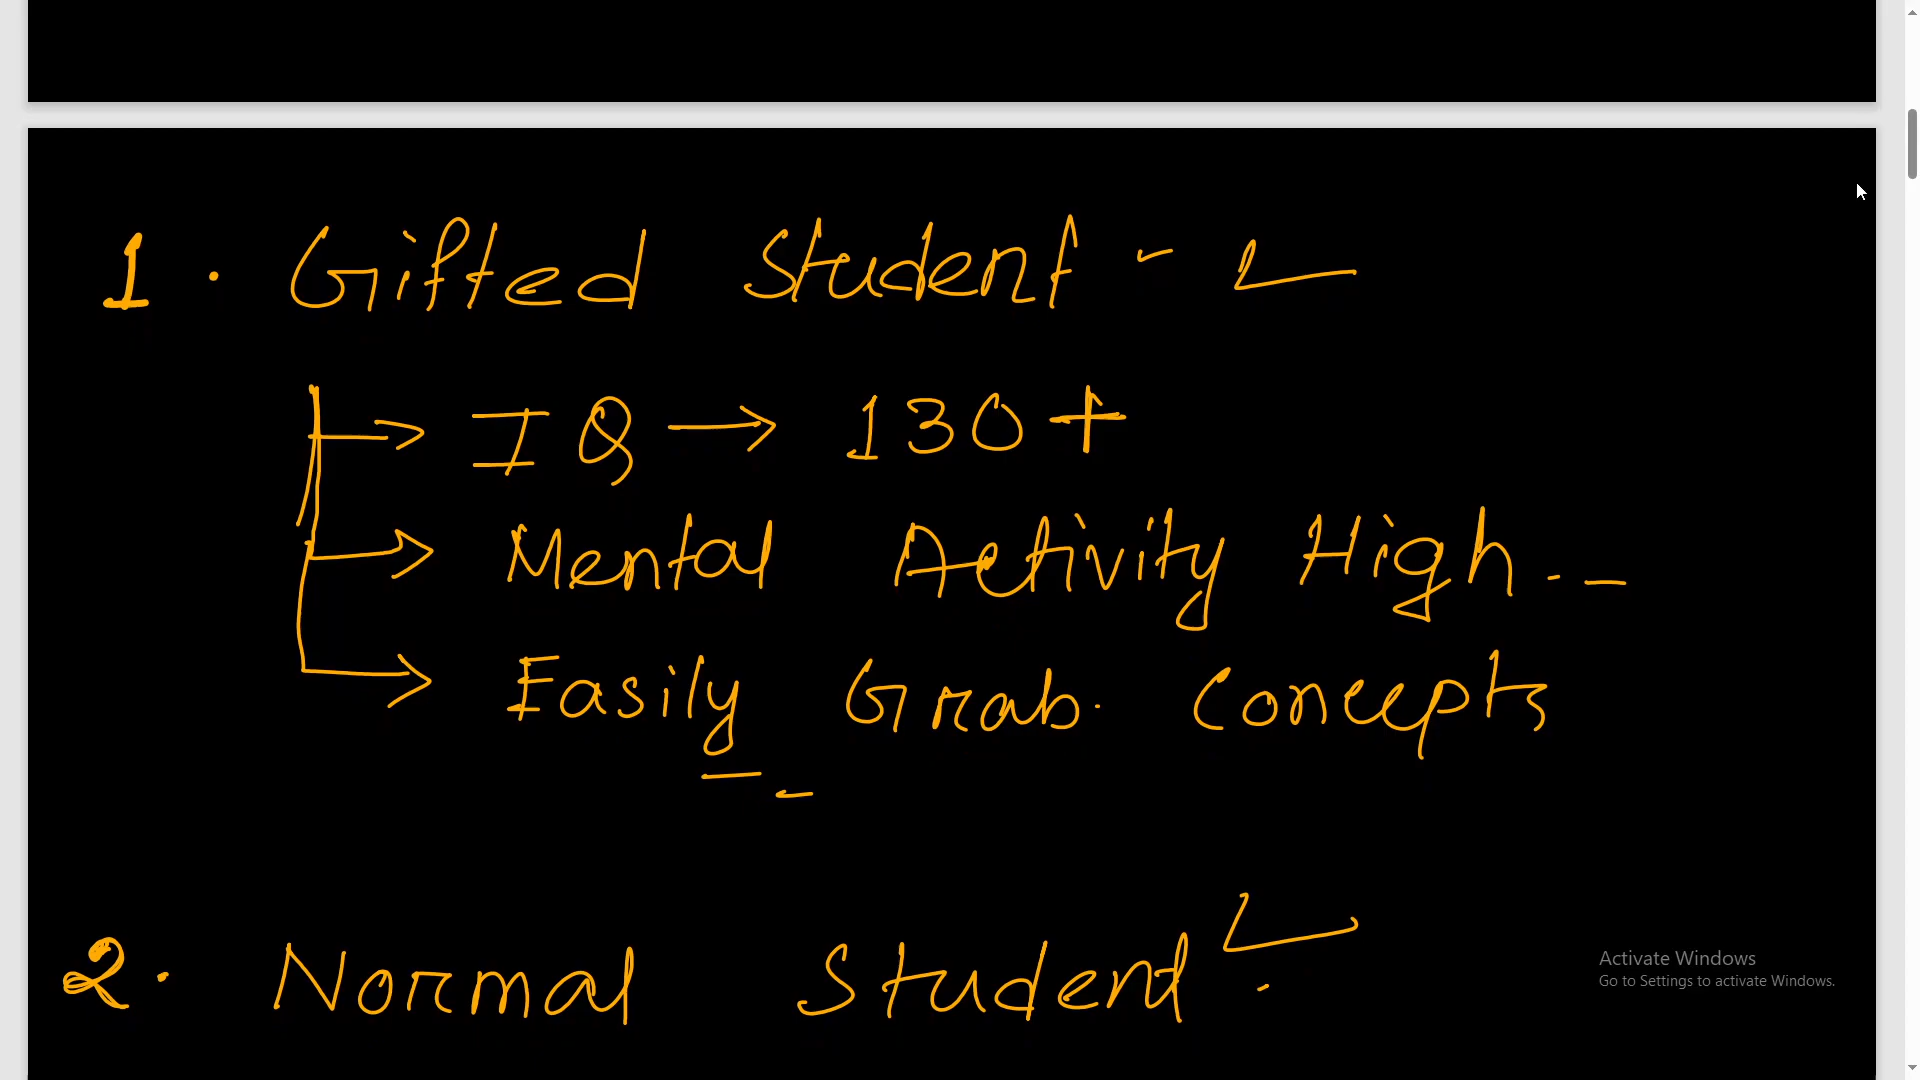 1. Gifted Student -
→ IQ → 130+
→ Mental Activity High. -
→ Easily Grab. Concepts
2. Normal Student.
Activate Windows
Go to Settings to activate Windows.